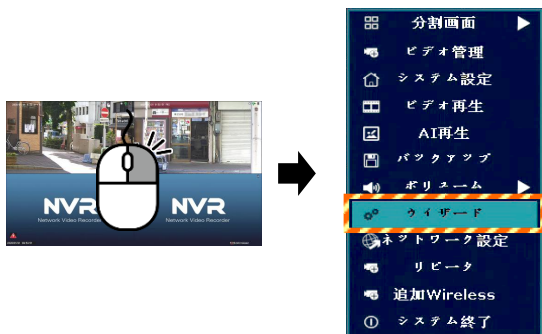 NVR
Network Video Recorder
NVR
Network Video Recorder
分割画面
ビデオ管理
システム設定
ビデオ再生
AI再生
バックアップ
ボリューム
ウイザード
ネットワーク設定
リピータ
追加Wireless
システム終了